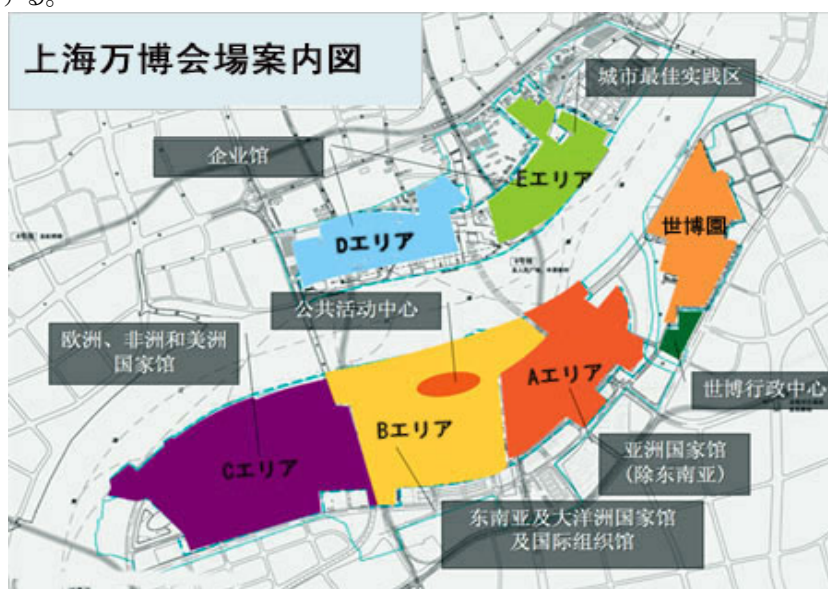 する。
上海万博会場案内図
城市最佳实践区
企业馆
Eエリア
世博園
Dエリア
公共活动中心
欧洲、非洲和美洲
国家馆
Aエリア
世博行政中心
Bエリア
Cエリア
亚洲国家馆
(除东南亚)
东南亚及大洋洲国家馆
及国际组织馆